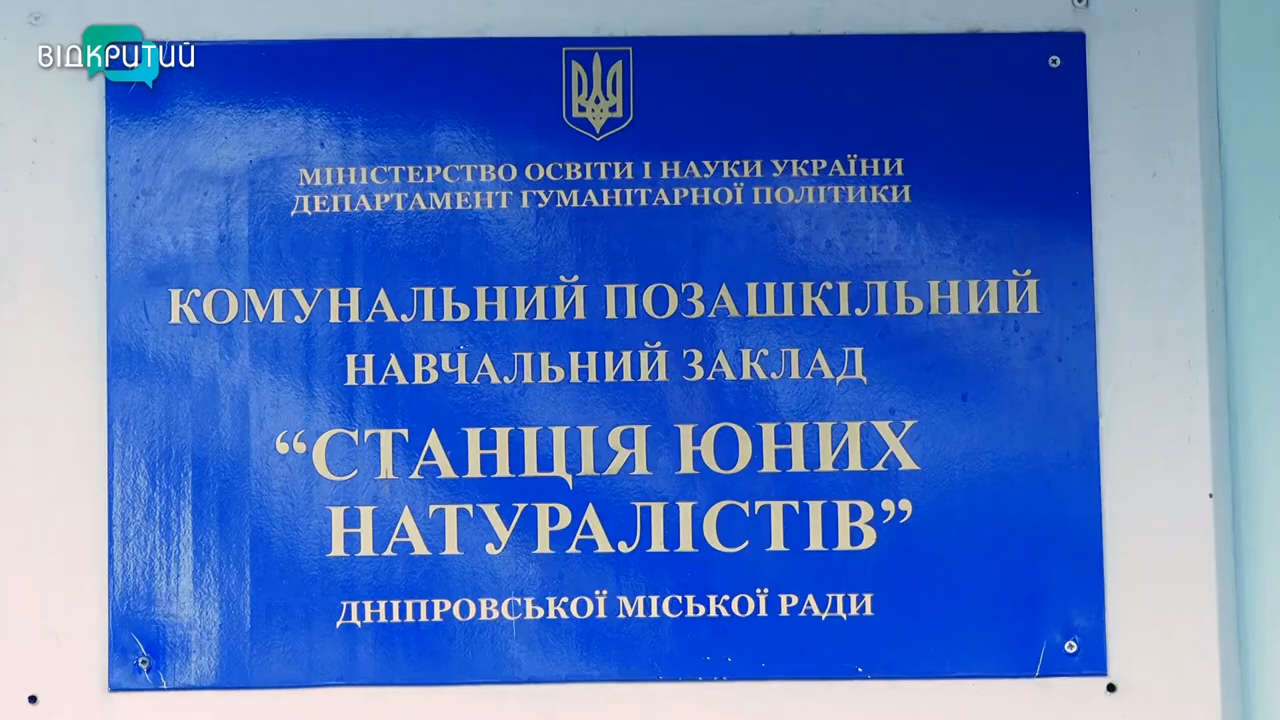 ВІДКРИТИЙ
МІНІСТЕРСТВО ОСВІТИ І НАУКИ УКРАЇНИ
ДЕПАРТАМЕНТ ГУМАНІТАРНОЇ ПОЛІТИКИ
КОМУНАЛЬНИЙ ПОЗАШКІЛЬНИЙ
НАВЧАЛЬНИЙ ЗАКЛАД
“СТАНЦІЯ ЮНИХ
НАТУРАЛІСТІВ”
ДНІПРОВСЬКОЇ МІСЬКОЇ РАДИ